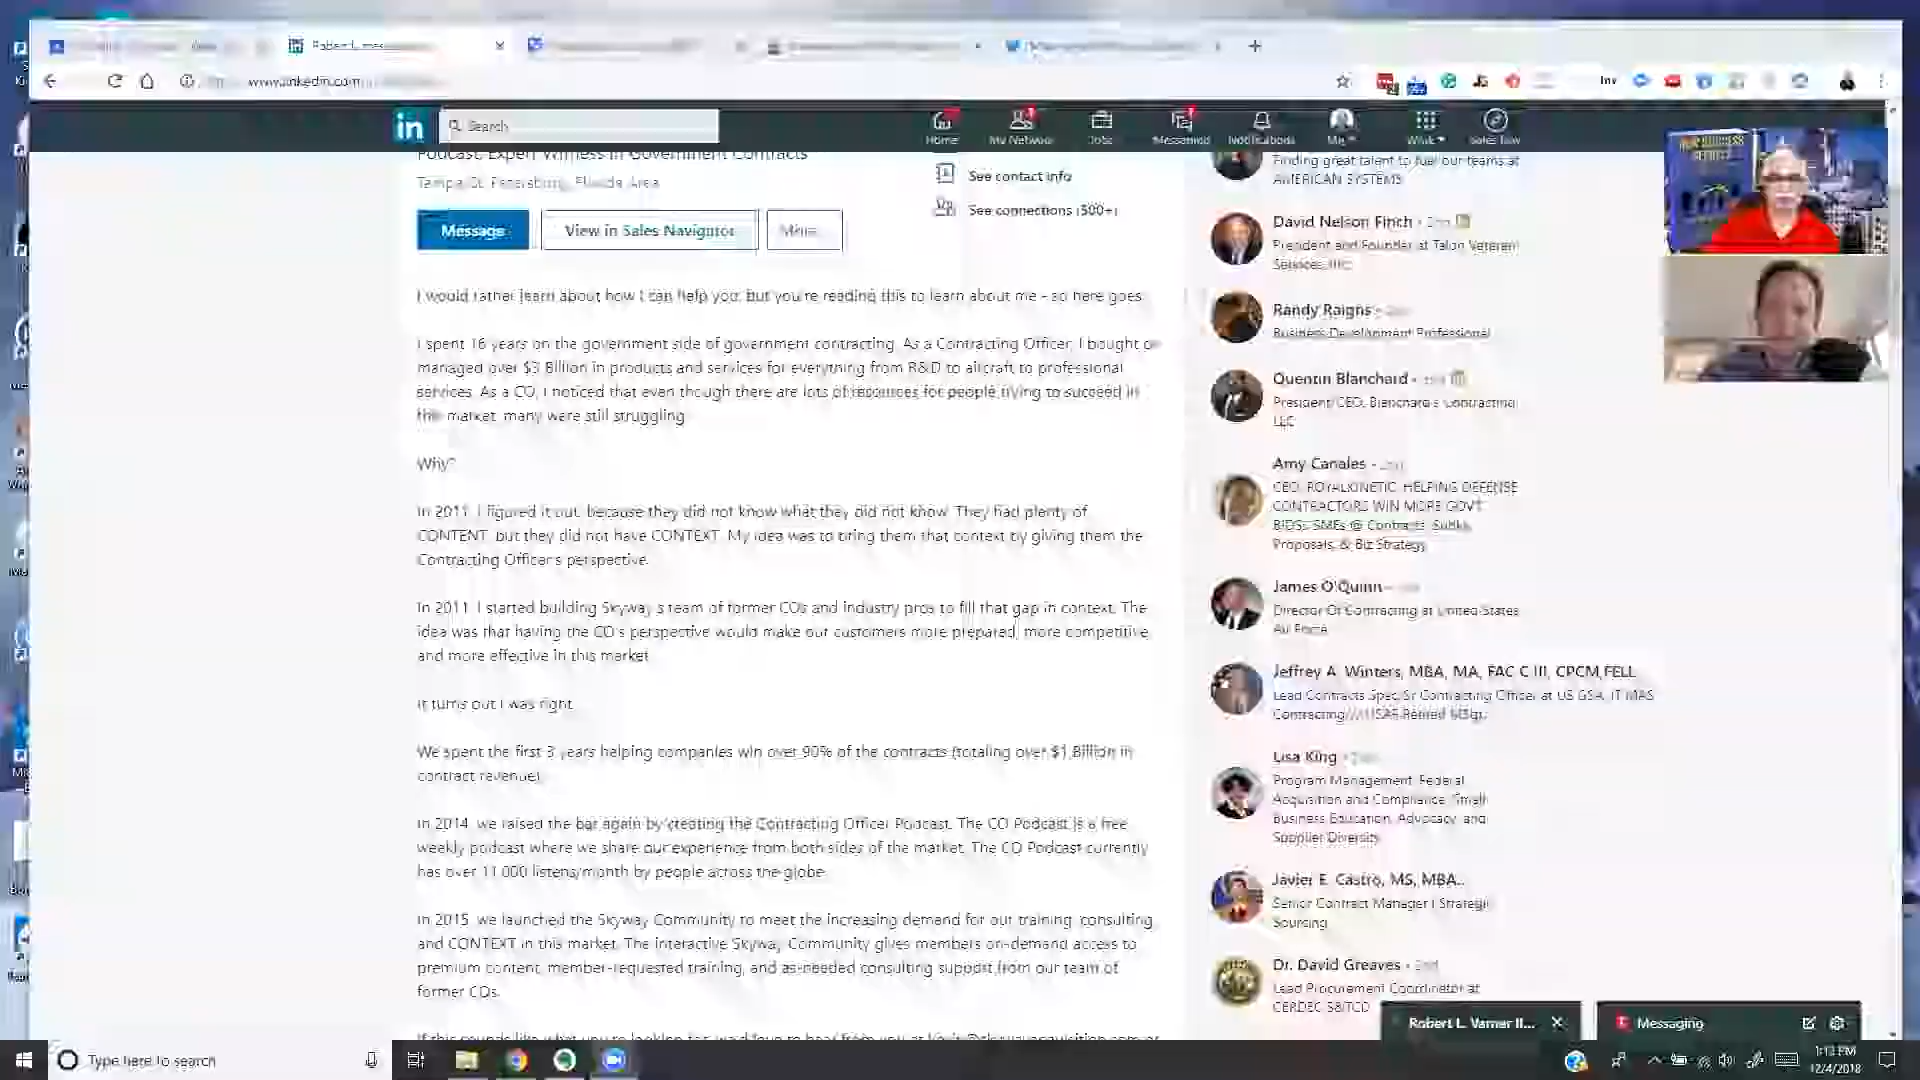 www.linkedin.com
Inv
in
Search
Home
My Network
Jobs
Messaging
Notifications
Me
Work
Sales Nav
Podcast, Expert Witness in Government Contracts
Tampa/St. Petersburg, Florida Area
See contact info
See connections (500+)
Message
View in Sales Navigator
More...
I would rather learn about how I can help you, but you're reading this to learn about me - so here goes.
I spent 16 years on the government side of government contracting. As a Contracting Officer, I bought or
managed over $3 Billion in products and services for everything from R&D to aircraft to professional
services. As a CO, I noticed that even though there are lots of resources for people trying to succeed in
this market, many were still struggling.
Why?
In 2011, I figured it out: because they did not know what they did not know. They had plenty of
CONTENT, but they did not have CONTEXT. My idea was to bring them that context by giving them the
Contracting Officer's perspective.
In 2011, I started building Skyway's team of former COs and industry pros to fill that gap in context. The
idea was that having the CO's perspective would make our customers more prepared, more competitive,
and more effective in this market.
It turns out I was right.
We spent the first 3 years helping companies win over 90% of the contracts (totaling over $1 Billion in
contract revenue).
In 2014, we raised the bar again by creating the Contracting Officer Podcast. The CO Podcast is a free
weekly podcast where we share our experience from both sides of the market. The CO Podcast currently
has over 11,000 listens/month by people across the globe.
In 2015, we launched the Skyway Community to meet the increasing demand for our training, consulting,
and CONTEXT in this market. The interactive Skyway Community gives members on-demand access to
premium content, member-requested training, and as-needed consulting support from our team of
former COs.
Finding great talent to fuel our teams at
AMERICAN SYSTEMS
David Nelson Finch • 2nd
President and Founder at Talon Veteran
Services, INC.
Randy Raigns • 2nd
Business Development Professional
Quentin Blanchard • 2nd
President/CEO, Blanchard's Contracting
LLC
Amy Canales • 2nd
CEO, ROYALKINETIC, HELPING DEFENSE
CONTRACTORS WIN MORE GOVT
BIDS: SMEs @ Contracts, Subks,
Proposals, & Biz Strategy
James O'Quinn • 2nd
Director Of Contracting at United States
Air Force
Jeffrey A. Winters, MBA, MA, FAC C III, CPCM, FELL
Lead Contracts Spec/Sr Contracting Officer at US GSA, IT MAS
Lisa King • 2nd
Program Management, Federal
Acquisition and Compliance, Small
Business Education, Advocacy, and
Supplier Diversity
Javier E. Castro, MS, MBA..
Senior Contract Manager | Strategic
Sourcing
Dr. David Greaves • 2nd
Lead Procurement Coordinator at
CERDEC S&TCD
Robert L. Varner II...
Messaging
Type here to search
1:13 PM
12/4/2018